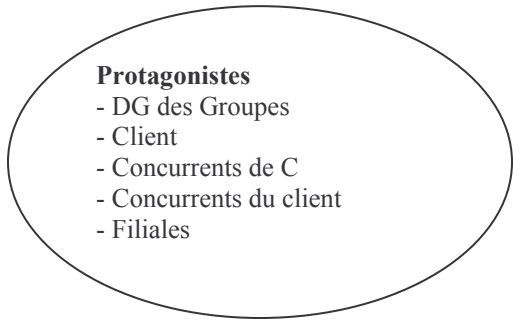 Protagonistes
- DG des Groupes
- Client
- Concurrents de C
- Concurrents du client
- Filiales